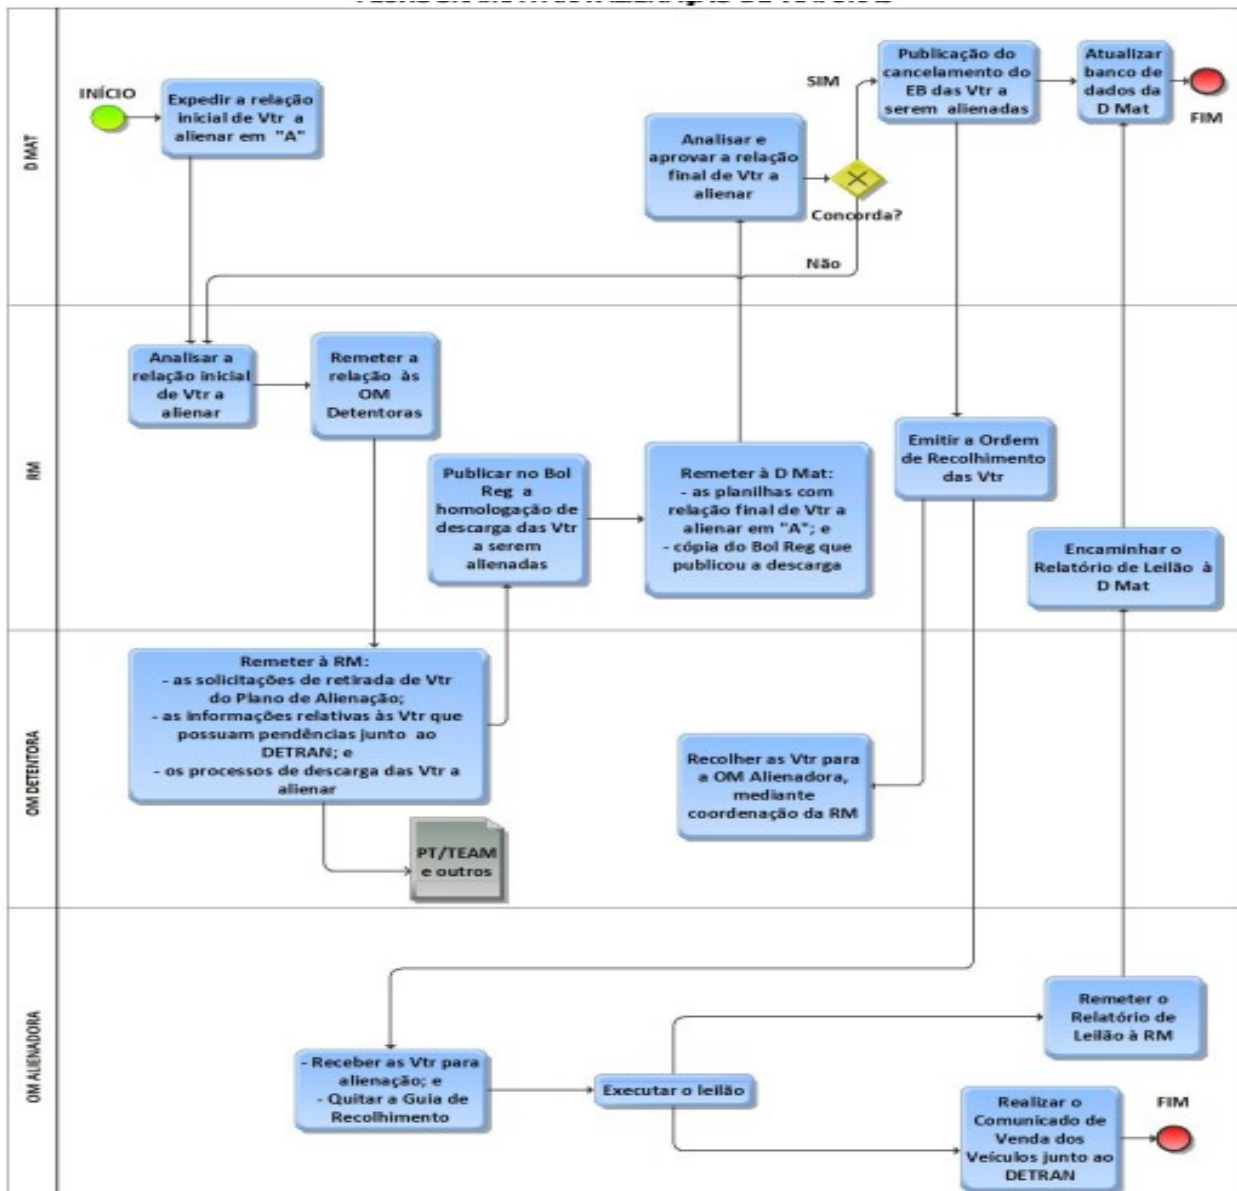 D MAT
INÍCIO
Expedir a relação
inicial de Vtr a
alienar em "A"
Analisar e
aprovar a relação
final de Vtr a
alienar
Concorda?
SIM
Não
Publicação do
cancelamento do
EB das Vtr a
serem alienadas
Atualizar
banco de
dados da
D Mat
FIM
RM
Analisar a
relação inicial
de Vtr a
alienar
Remeter a
relação às
OM
Detentoras
Publicar no Bol
Reg a
homologação de
descarga das Vtr
a serem
alienadas
Remeter à D Mat:
- as planilhas com
relação final de Vtr a
alienar em "A"; e
- cópia do Bol Reg que
publicou a descarga
Emitir a Ordem
de Recolhimento
das Vtr
Encaminhar o
Relatório de Leilão à
D Mat
OM DETENTORA
Remeter à RM:
- as solicitações de retirada de Vtr
do Plano de Alienação;
- as informações relativas às Vtr que
possuam pendências junto ao
DETRAN; e
- os processos de descarga das Vtr a
alienar
PT/TEAM
e outros
Recolher as Vtr para
a OM Alienadora,
mediante
coordenação da RM
OM ALIENADORA
- Receber as Vtr para
alienação; e
- Quitar a Guia de
Recolhimento
Executar o leilão
Remeter o
Relatório de
Leilão à RM
Realizar o
Comunicado de
Venda dos
Veículos junto ao
DETRAN
FIM